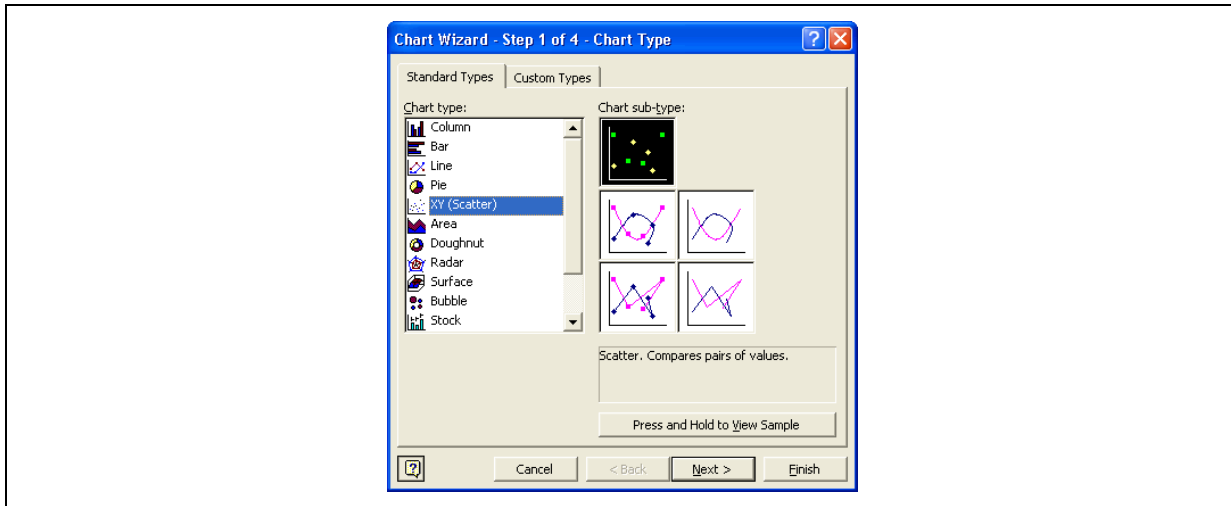 Chart Wizard - Step 1 of 4 - Chart Type
Standard Types
Custom Types
Chart type:
Column
Bar
Line
Pie
XY (Scatter)
Area
Doughnut
Radar
Surface
Bubble
Stock
Chart sub-type:
Scatter. Compares pairs of values.
Press and Hold to View Sample
Cancel
< Back
Next >
Finish